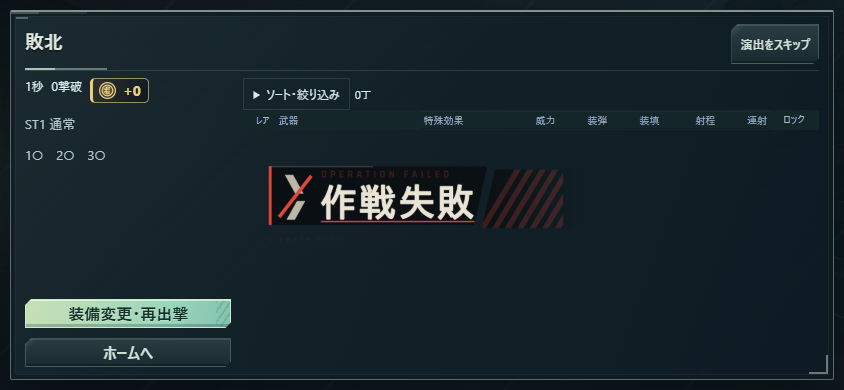 敗北
演出をスキップ
1秒 0撃破 +0
▶ ソート・絞り込み 0丁
レア 武器 特殊効果 威力 装弾 装填 射程 連射 ロック
ST1 通常
1○ 2○ 3○
OPERATION FAILED
作戦失敗
装備変更・再出撃
ホームへ